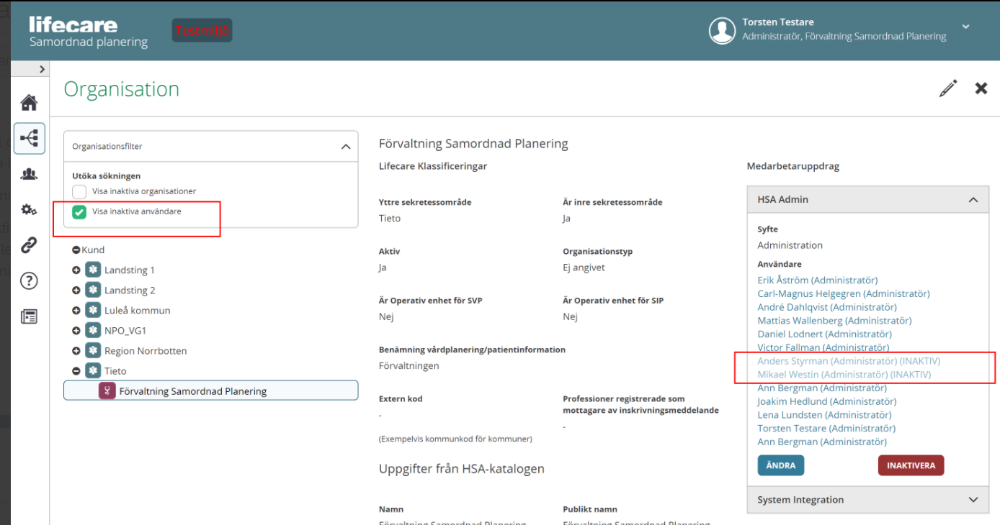 lifecare
Samordnad planering
Testmiljö
Torsten Testare
Administratör, Förvaltning Samordnad Planering
Organisation
Organisationsfilter
Utöka sökningen
Visa inaktiva organisationer
Visa inaktiva användare
Kund
Landsting 1
Landsting 2
Luleå kommun
NPO_VG1
Region Norrbotten
Tieto
Förvaltning Samordnad Planering
Förvaltning Samordnad Planering
Lifecare Klassificeringar
Yttre sekretessområde
Tieto
Är inre sekretessområde
Ja
Aktiv
Ja
Organisationstyp
Ej angivet
Är Operativ enhet för SVP
Nej
Är Operativ enhet för SIP
Nej
Benämning vårdplanering/patientinformation
Förvaltningen
Extern kod
-
(Exempelvis kommunkod för kommuner)
Professioner registrerade som
mottagare av inskrivningsmeddelande
-
Uppgifter från HSA-katalogen
Namn
Förvaltning Samordnad Planering
Publikt namn
Förvaltning Samordnad Planering
Medarbetaruppdrag
HSA Admin
Syfte
Administration
Användare
Erik Åström (Administratör)
Carl-Magnus Helgegren (Administratör)
André Dahlqvist (Administratör)
Mattias Wallenberg (Administratör)
Daniel Lodnert (Administratör)
Victor Fallman (Administratör)
Anders Styrman (Administratör) (INAKTIV)
Mikael Westin (Administratör) (INAKTIV)
Ann Bergman (Administratör)
Joakim Hedlund (Administratör)
Lena Lundsten (Administratör)
Torsten Testare (Administratör)
Ann Bergman (Administratör)
ÄNDRA
INAKTIVERA
System Integration